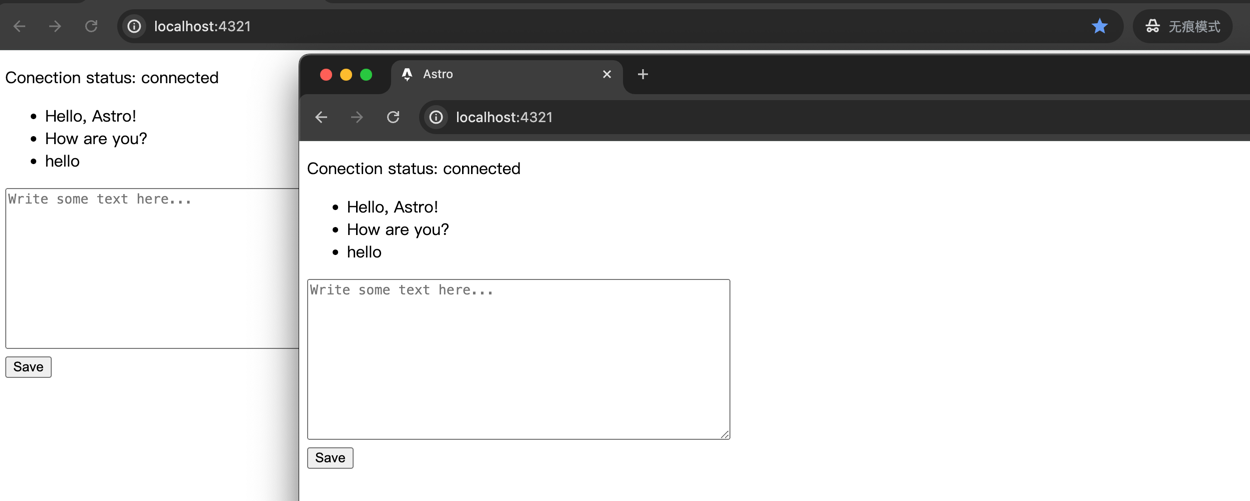 localhost:4321
无痕模式
Conection status: connected
Hello, Astro!
How are you?
hello
Write some text here...
Save
Astro
localhost:4321
Conection status: connected
Hello, Astro!
How are you?
hello
Write some text here...
Save